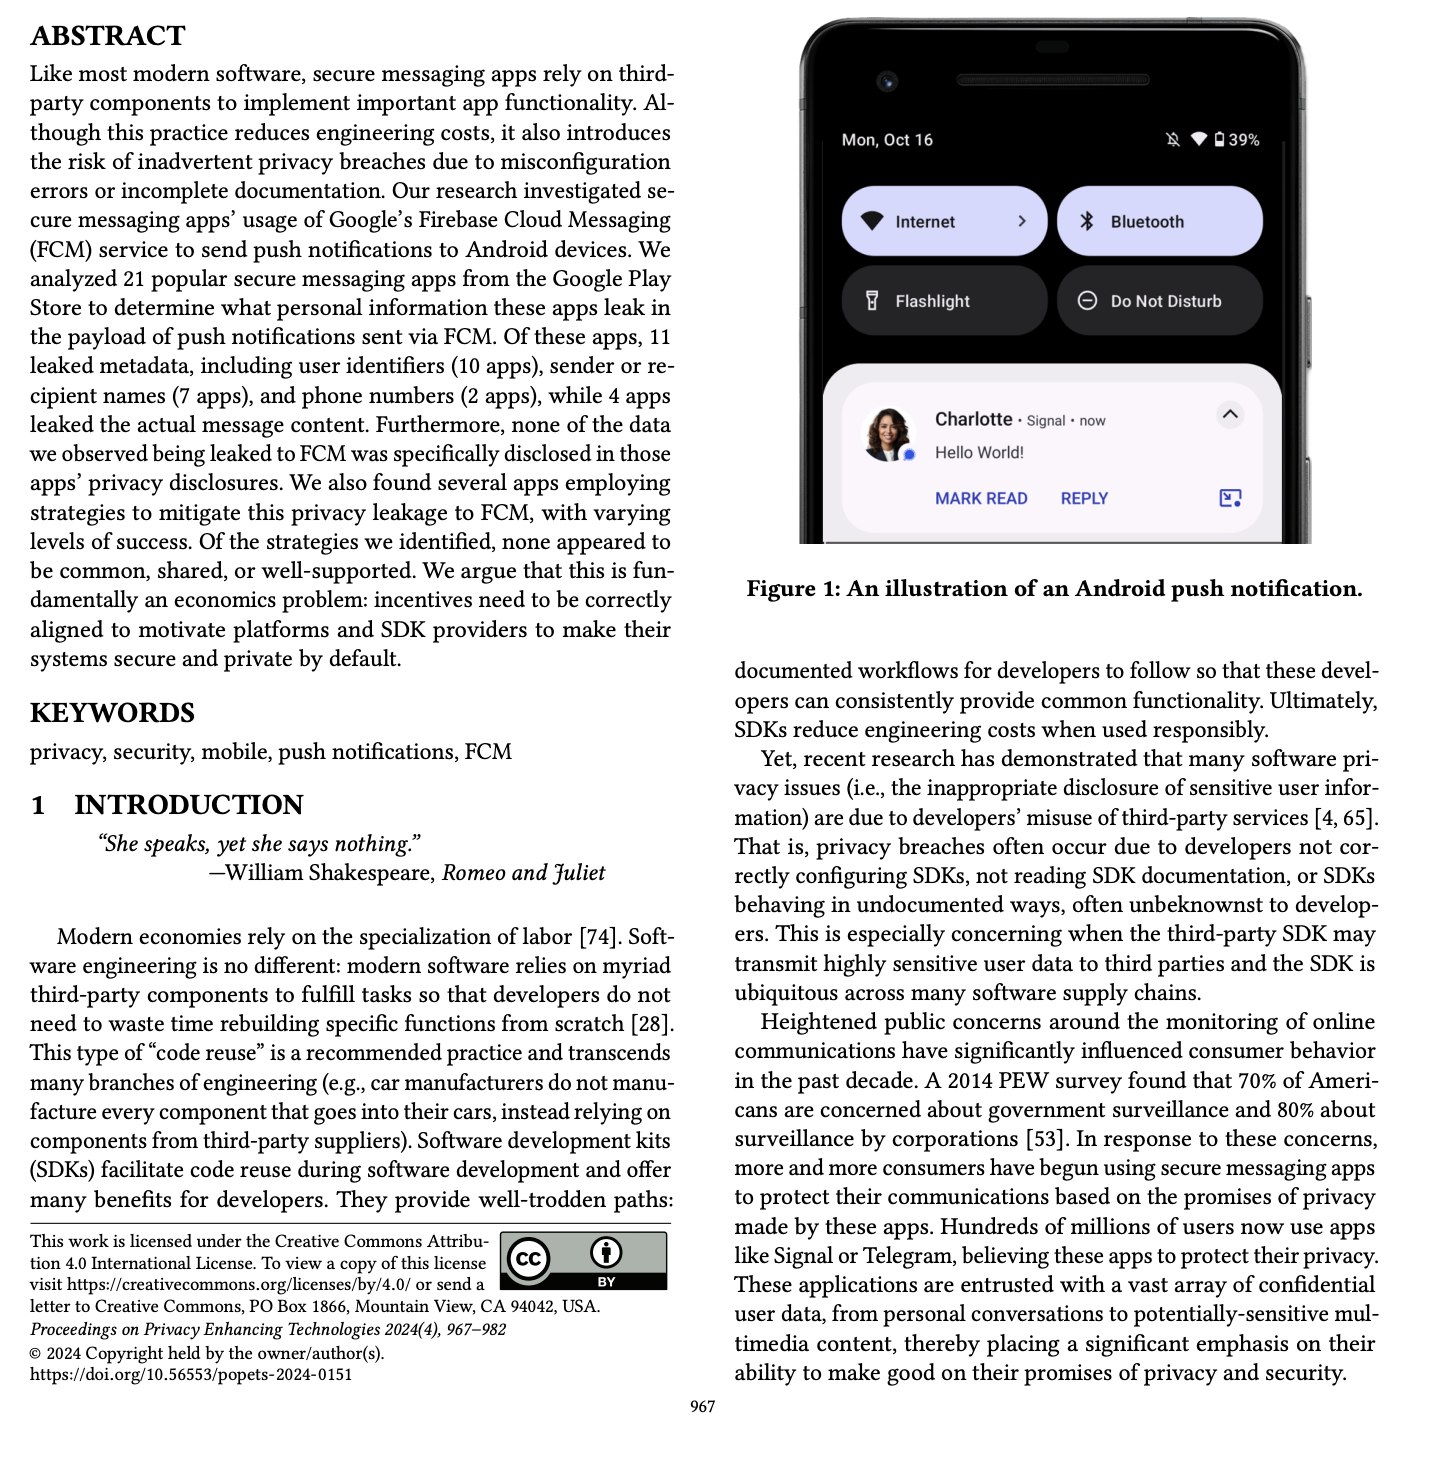 ABSTRACT
Like most modern software, secure messaging apps rely on third-
party components to implement important app functionality. Al-
though this practice reduces engineering costs, it also introduces
the risk of inadvertent privacy breaches due to misconfiguration
errors or incomplete documentation. Our research investigated se-
cure messaging apps’ usage of Google’s Firebase Cloud Messaging
(FCM) service to send push notifications to Android devices. We
analyzed 21 popular secure messaging apps from the Google Play
Store to determine what personal information these apps leak in
the payload of push notifications sent via FCM. Of these apps, 11
leaked metadata, including user identifiers (10 apps), sender or re-
cipient names (7 apps), and phone numbers (2 apps), while 4 apps
leaked the actual message content. Furthermore, none of the data
we observed being leaked to FCM was specifically disclosed in those
apps’ privacy disclosures. We also found several apps employing
strategies to mitigate this privacy leakage to FCM, with varying
levels of success. Of the strategies we identified, none appeared to
be common, shared, or well-supported. We argue that this is fun-
damentally an economics problem: incentives need to be correctly
aligned to motivate platforms and SDK providers to make their
systems secure and private by default.
KEYWORDS
privacy, security, mobile, push notifications, FCM
1 INTRODUCTION
“She speaks, yet she says nothing.”
—William Shakespeare, Romeo and Juliet
Modern economies rely on the specialization of labor [74]. Soft-
ware engineering is no different: modern software relies on myriad
third-party components to fulfill tasks so that developers do not
need to waste time rebuilding specific functions from scratch [28].
This type of “code reuse” is a recommended practice and transcends
many branches of engineering (e.g., car manufacturers do not manu-
facture every component that goes into their cars, instead relying on
components from third-party suppliers). Software development kits
(SDKs) facilitate code reuse during software development and offer
many benefits for developers. They provide well-trodden paths:
This work is licensed under the Creative Commons Attribu-
tion 4.0 International License. To view a copy of this license
visit https://creativecommons.org/licenses/by/4.0/ or send a
letter to Creative Commons, PO Box 1866, Mountain View, CA 94042, USA.
cc
BY
Proceedings on Privacy Enhancing Technologies 2024(4), 967–982
© 2024 Copyright held by the owner/author(s).
https://doi.org/10.56553/popets-2024-0151
Mon, Oct 16 39%
Internet Bluetooth
Flashlight Do Not Disturb
Charlotte • Signal • now
Hello World!
MARK READ REPLY
Figure 1: An illustration of an Android push notification.
documented workflows for developers to follow so that these devel-
opers can consistently provide common functionality. Ultimately,
SDKs reduce engineering costs when used responsibly.
Yet, recent research has demonstrated that many software pri-
vacy issues (i.e., the inappropriate disclosure of sensitive user infor-
mation) are due to developers’ misuse of third-party services [4, 65].
That is, privacy breaches often occur due to developers not cor-
rectly configuring SDKs, not reading SDK documentation, or SDKs
behaving in undocumented ways, often unbeknownst to develop-
ers. This is especially concerning when the third-party SDK may
transmit highly sensitive user data to third parties and the SDK is
ubiquitous across many software supply chains.
Heightened public concerns around the monitoring of online
communications have significantly influenced consumer behavior
in the past decade. A 2014 PEW survey found that 70% of Ameri-
cans are concerned about government surveillance and 80% about
surveillance by corporations [53]. In response to these concerns,
more and more consumers have begun using secure messaging apps
to protect their communications based on the promises of privacy
made by these apps. Hundreds of millions of users now use apps
like Signal or Telegram, believing these apps to protect their privacy.
These applications are entrusted with a vast array of confidential
user data, from personal conversations to potentially-sensitive mul-
timedia content, thereby placing a significant emphasis on their
ability to make good on their promises of privacy and security.
967